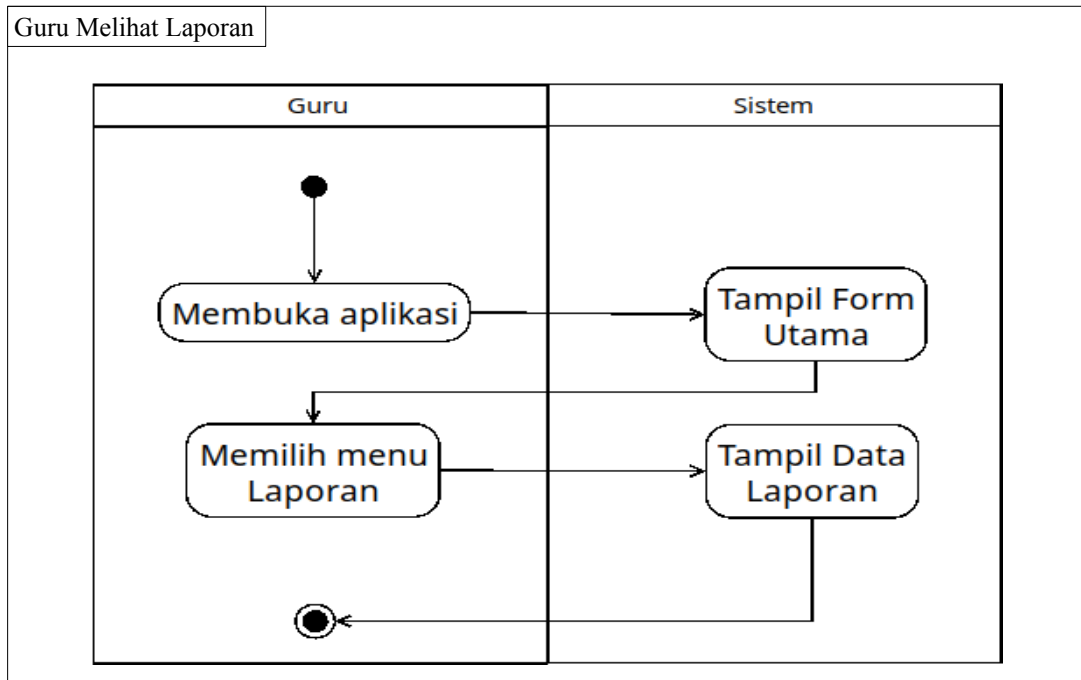 Guru Melihat Laporan
Guru
Sistem
Membuka aplikasi
Tampil Form
Utama
Memilih menu
Laporan
Tampil Data
Laporan